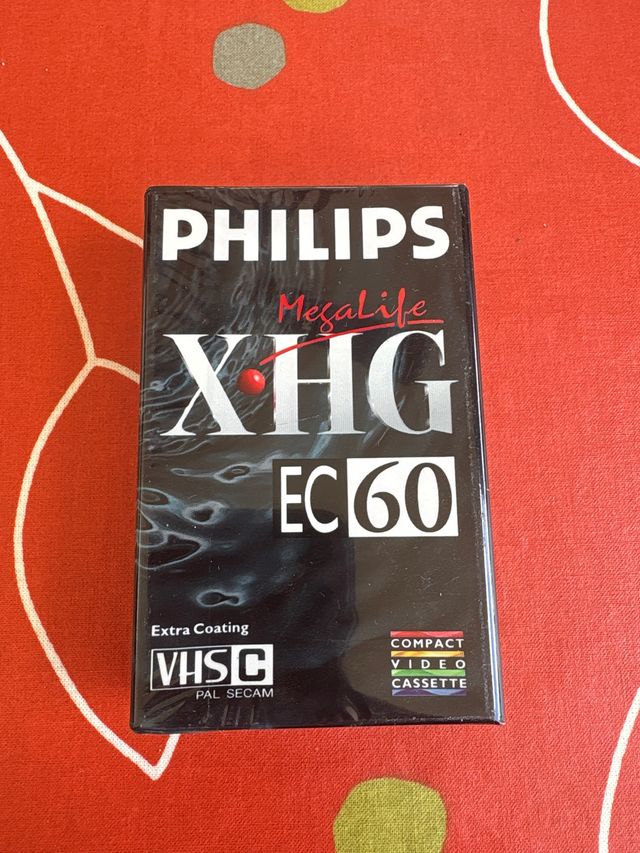 PHILIPS
MegaLife
X·HG
EC 60
Extra Coating
VHS C
PAL SECAM
COMPACT
VIDEO
CASSETTE